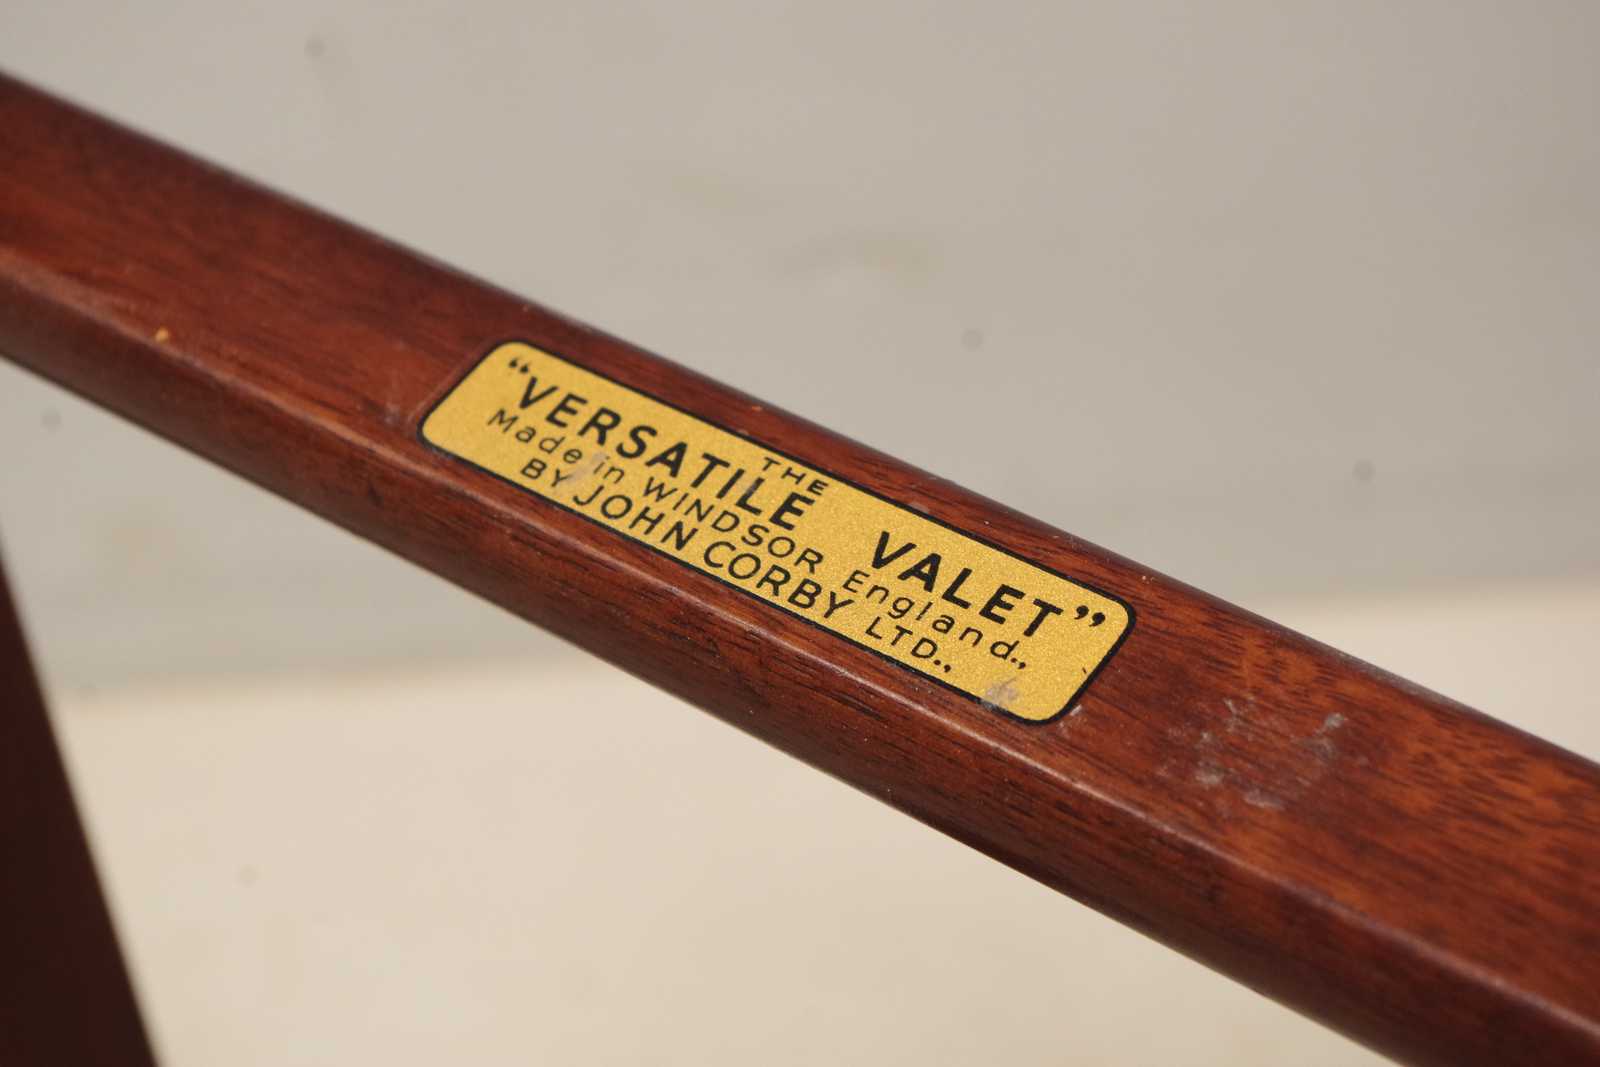 THE
“VERSATILE VALET”
Made in WINDSOR England.,
BY JOHN CORBY LTD.,